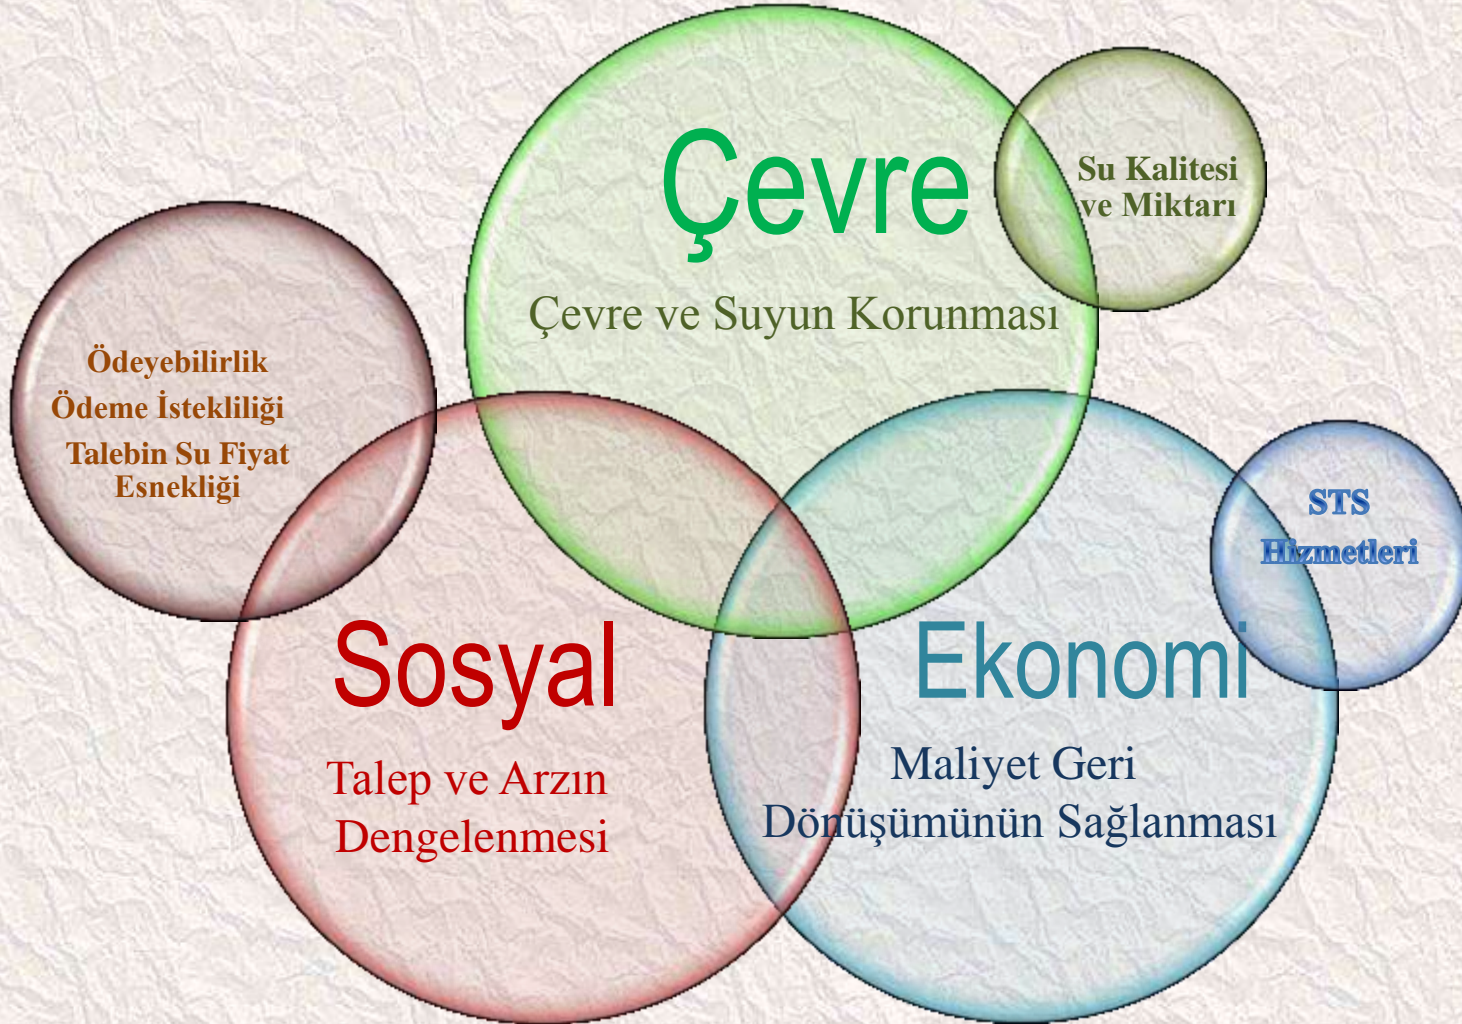 Çevre
Çevre ve Suyun Korunması
Su Kalitesi
ve Miktarı
Ödeyebilirlik
Ödeme İstekliliği
Talebin Su Fiyat
Esnekliği
STS
Hizmetleri
Sosyal
Talep ve Arzın
Dengelenmesi
Ekonomi
Maliyet Geri
Dönüşümünün Sağlanması